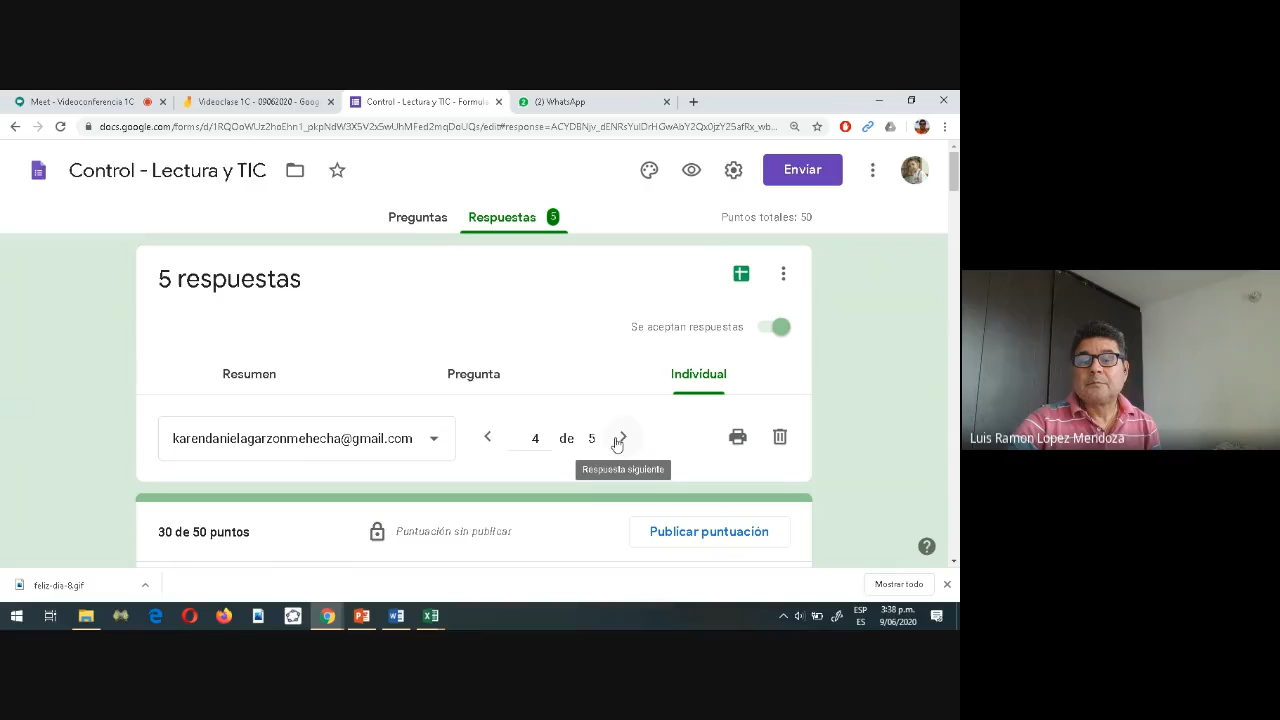 Meet - Videoconferencia 1C
Videoclase 1C - 09062020 - Goog
Control - Lectura y TIC - Formula
(2) WhatsApp
Control - Lectura y TIC
Enviar
Preguntas
Respuestas 5
Puntos totales: 50
5 respuestas
Se aceptan respuestas
Resumen
Pregunta
Individual
karendanielagarzonmehecha@gmail.com
4 de 5
Respuesta siguiente
30 de 50 puntos
Puntuación sin publicar
Publicar puntuación
Luis Ramon Lopez Mendoza
feliz-dia-8.gif
Mostrar todo
ESP
ES
3:38 p.m.
9/06/2020